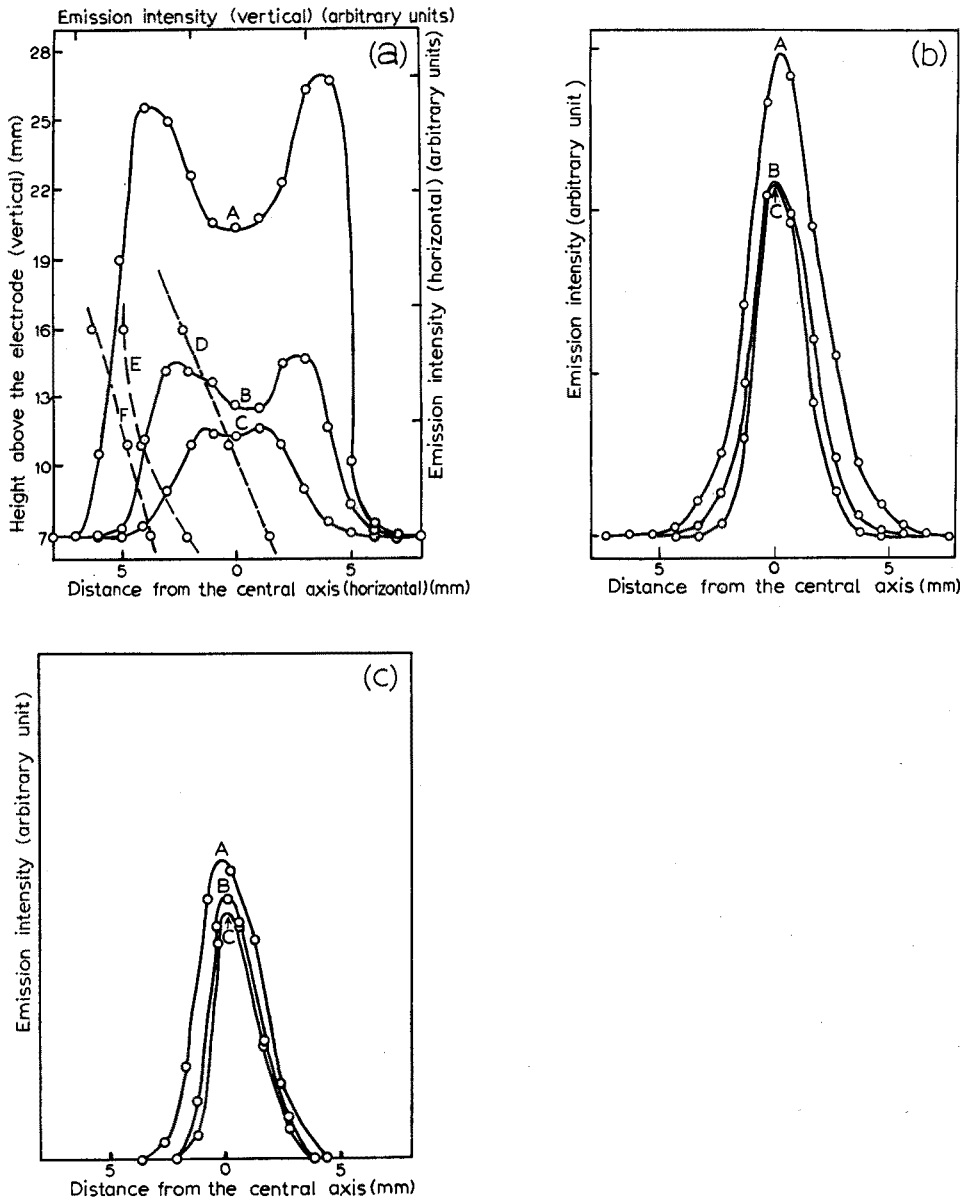 Emission intensity (vertical) (arbitrary units)
(a)
Height above the electrode (vertical) (mm)
28
25
22
19
16
13
10
7
A
B
C
D
E
F
Emission intensity (horizontal) (arbitrary units)
5 0 5
Distance from the central axis (horizontal) (mm)
(b)
Emission intensity (arbitrary unit)
A
B
C
5 0 5
Distance from the central axis (mm)
(c)
Emission intensity (arbitrary unit)
A
B
C
5 0 5
Distance from the central axis (mm)